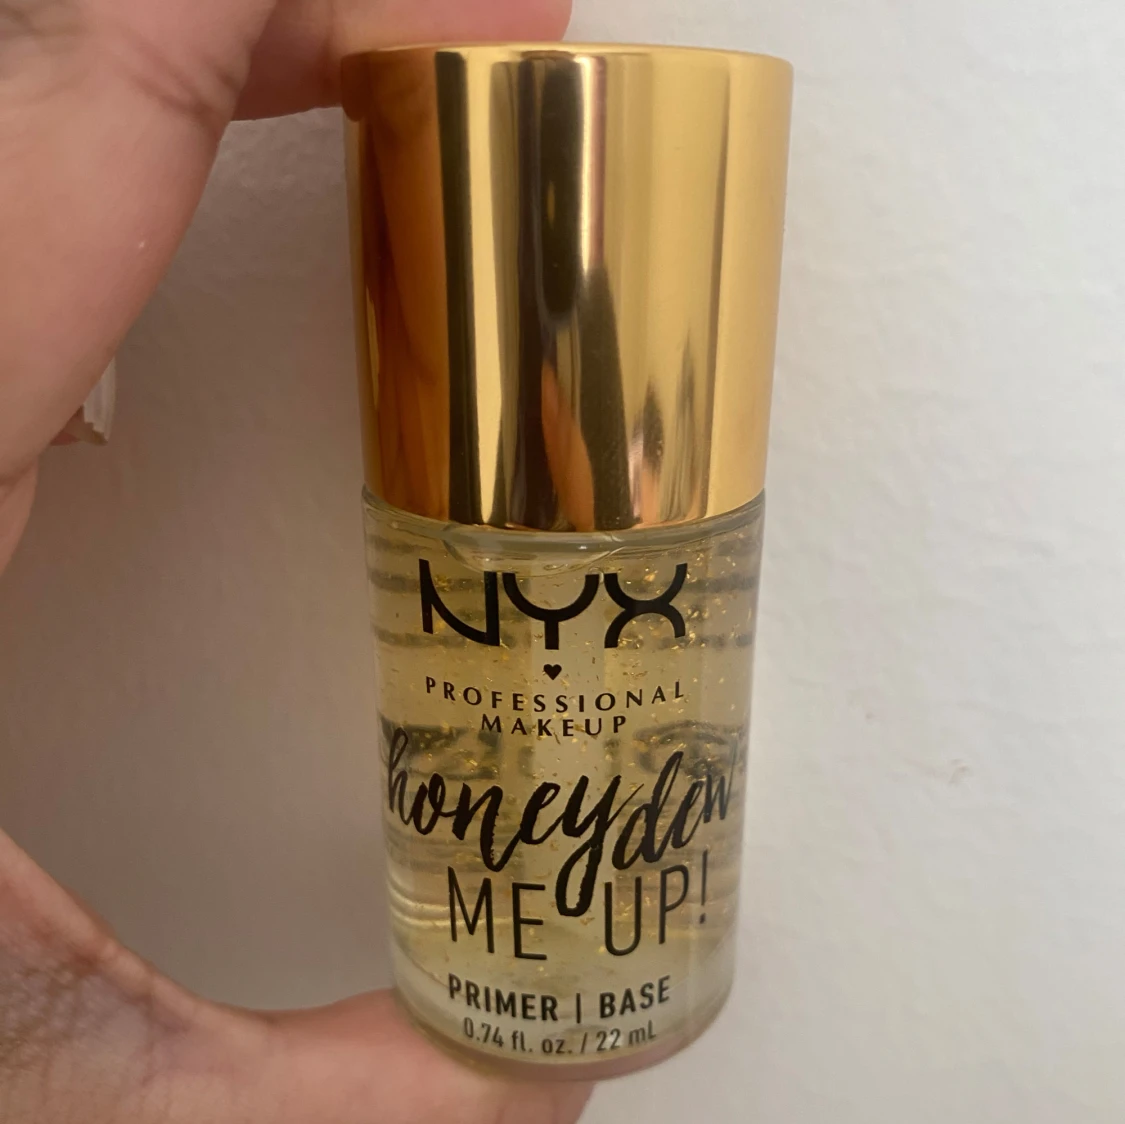 NYX
PROFESSIONAL
MAKEUP
honeydew
ME UP!
PRIMER | BASE
0.74 fl. oz. / 22 mL